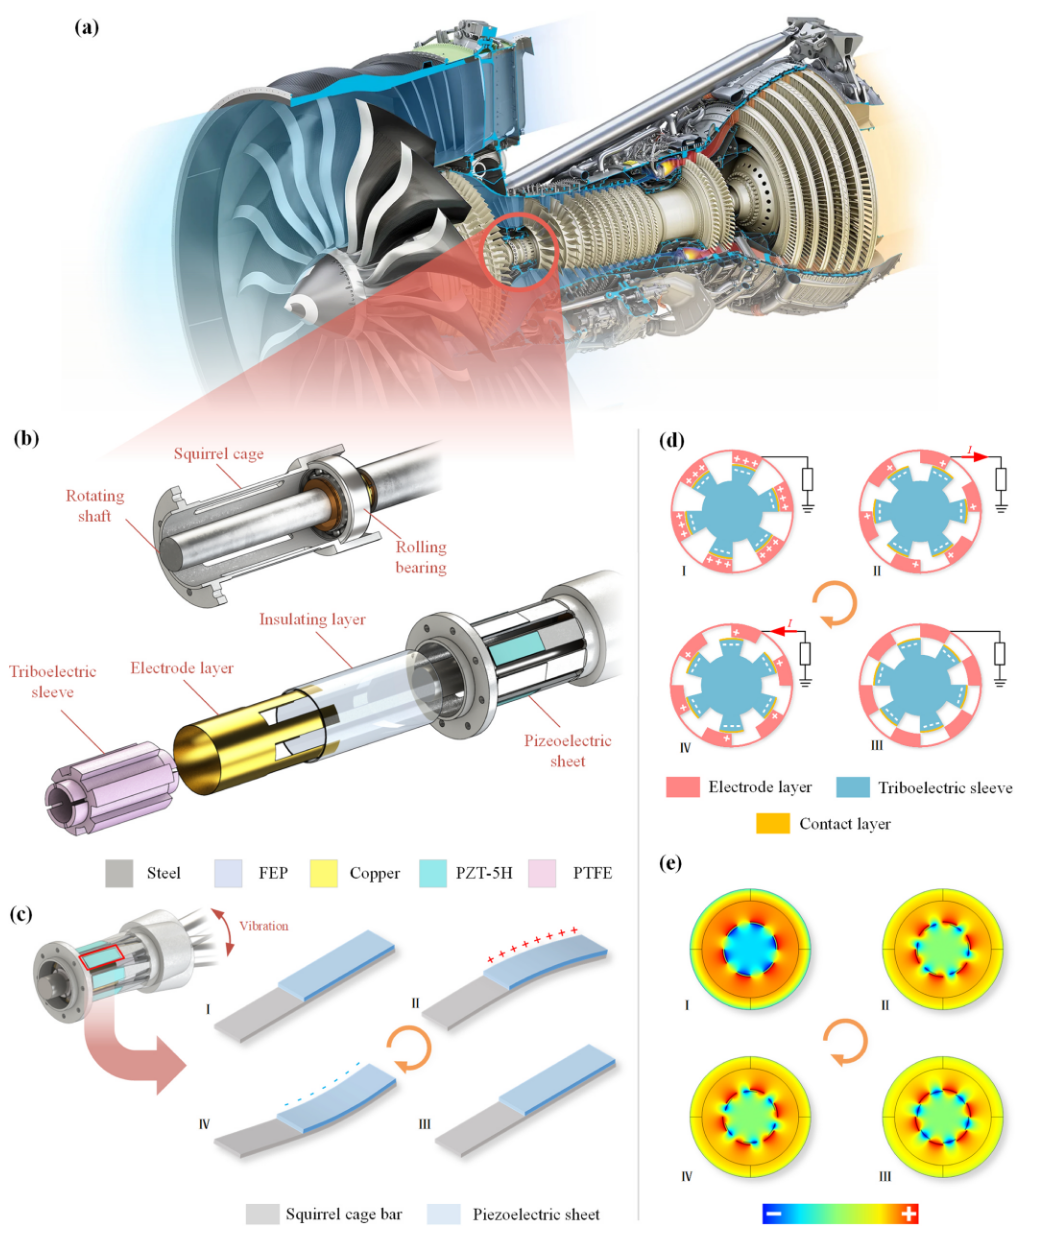 (a)
(b)
Squirrel cage
Rotating
shaft
Rolling
bearing
Insulating layer
Electrode layer
Triboelectric
sleeve
Pizeoelectric
sheet
Steel
FEP
Copper
PZT-5H
PTFE
(c)
Vibration
I
II
IV
III
Squirrel cage bar
Piezoelectric sheet
(d)
I
I
II
I
IV
III
Electrode layer
Triboelectric sleeve
Contact layer
(e)
I
II
IV
III
− +